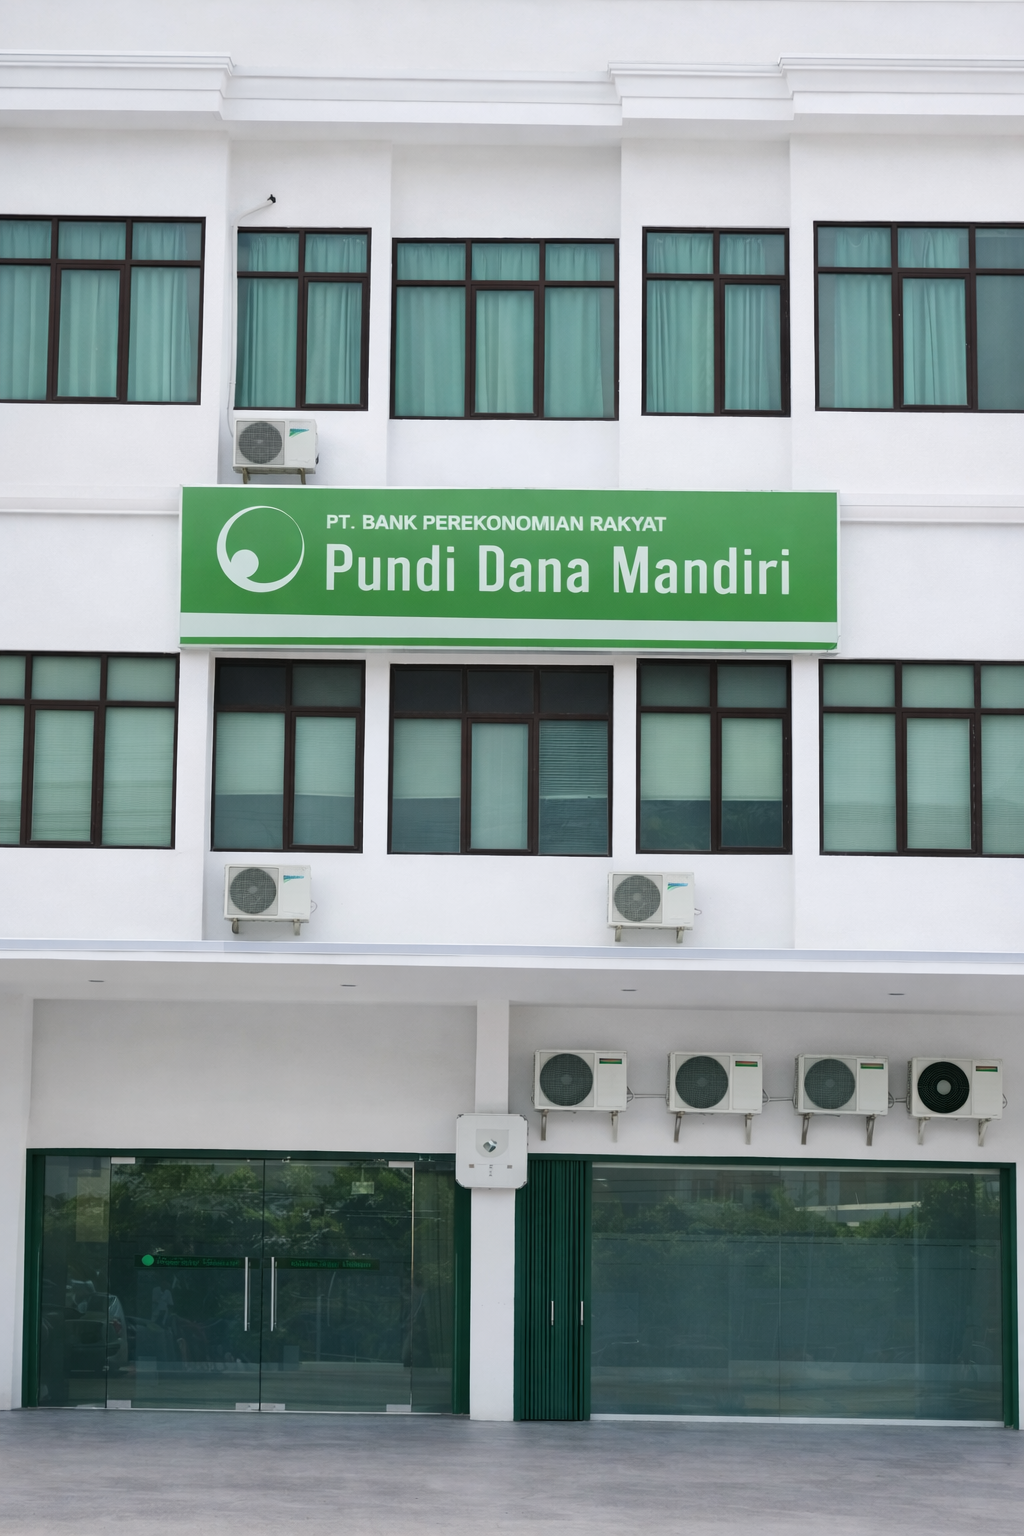 PT. BANK PEREKONOMIAN RAKYAT
Pundi Dana Mandiri